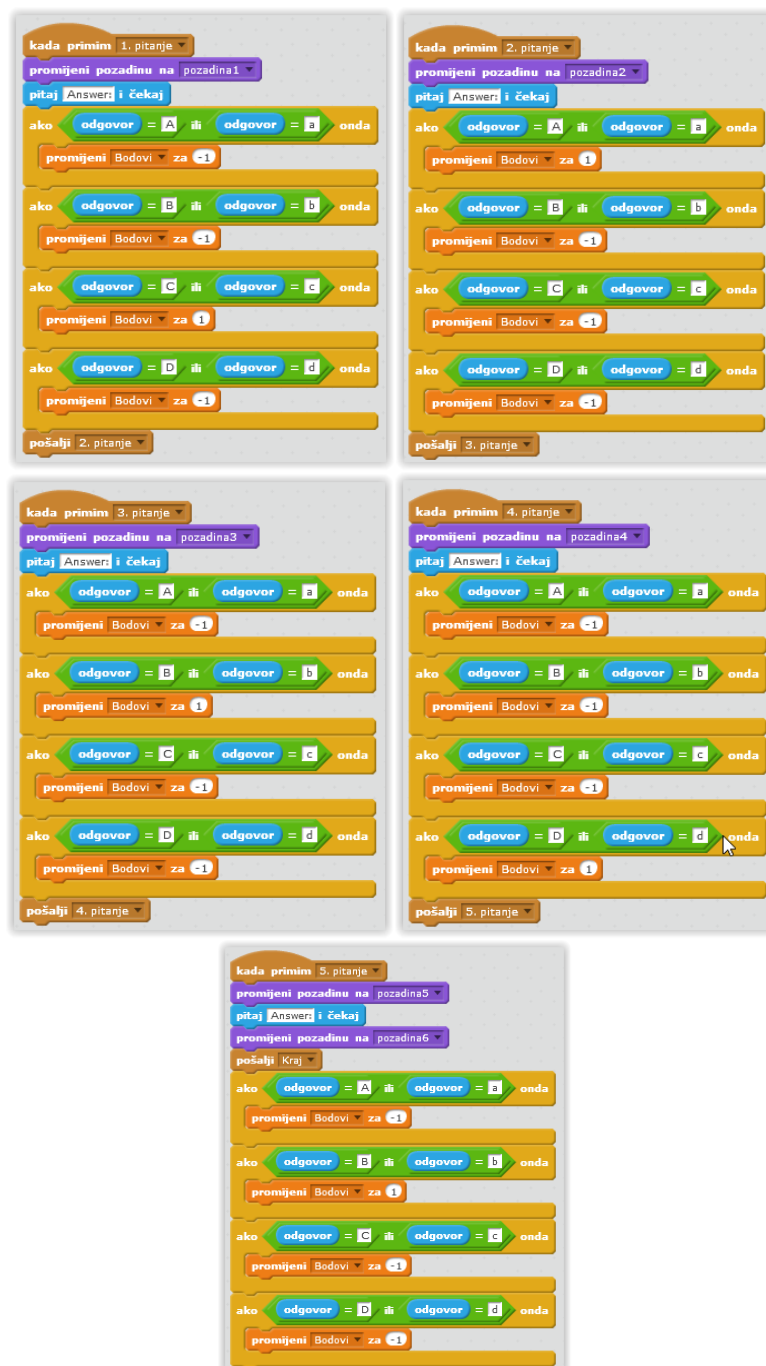 kada primim 1. pitanje
promijeni pozadinu na pozadina1
pitaj Answer: i čekaj
ako odgovor = A ili odgovor = a onda
promijeni Bodovi za -1
ako odgovor = B ili odgovor = b onda
promijeni Bodovi za -1
ako odgovor = C ili odgovor = c onda
promijeni Bodovi za 1
ako odgovor = D ili odgovor = d onda
promijeni Bodovi za -1
pošalji 2. pitanje
kada primim 2. pitanje
promijeni pozadinu na pozadina2
pitaj Answer: i čekaj
ako odgovor = A ili odgovor = a onda
promijeni Bodovi za 1
ako odgovor = B ili odgovor = b onda
promijeni Bodovi za -1
ako odgovor = C ili odgovor = c onda
promijeni Bodovi za -1
ako odgovor = D ili odgovor = d onda
promijeni Bodovi za -1
pošalji 3. pitanje
kada primim 3. pitanje
promijeni pozadinu na pozadina3
pitaj Answer: i čekaj
ako odgovor = A ili odgovor = a onda
promijeni Bodovi za -1
ako odgovor = B ili odgovor = b onda
promijeni Bodovi za 1
ako odgovor = C ili odgovor = c onda
promijeni Bodovi za -1
ako odgovor = D ili odgovor = d onda
promijeni Bodovi za -1
pošalji 4. pitanje
kada primim 4. pitanje
promijeni pozadinu na pozadina4
pitaj Answer: i čekaj
ako odgovor = A ili odgovor = a onda
promijeni Bodovi za -1
ako odgovor = B ili odgovor = b onda
promijeni Bodovi za -1
ako odgovor = C ili odgovor = c onda
promijeni Bodovi za -1
ako odgovor = D ili odgovor = d onda
promijeni Bodovi za 1
pošalji 5. pitanje
kada primim 5. pitanje
promijeni pozadinu na pozadina5
pitaj Answer: i čekaj
promijeni pozadinu na pozadina6
pošalji Kraj
ako odgovor = A ili odgovor = a onda
promijeni Bodovi za -1
ako odgovor = B ili odgovor = b onda
promijeni Bodovi za 1
ako odgovor = C ili odgovor = c onda
promijeni Bodovi za -1
ako odgovor = D ili odgovor = d onda
promijeni Bodovi za -1